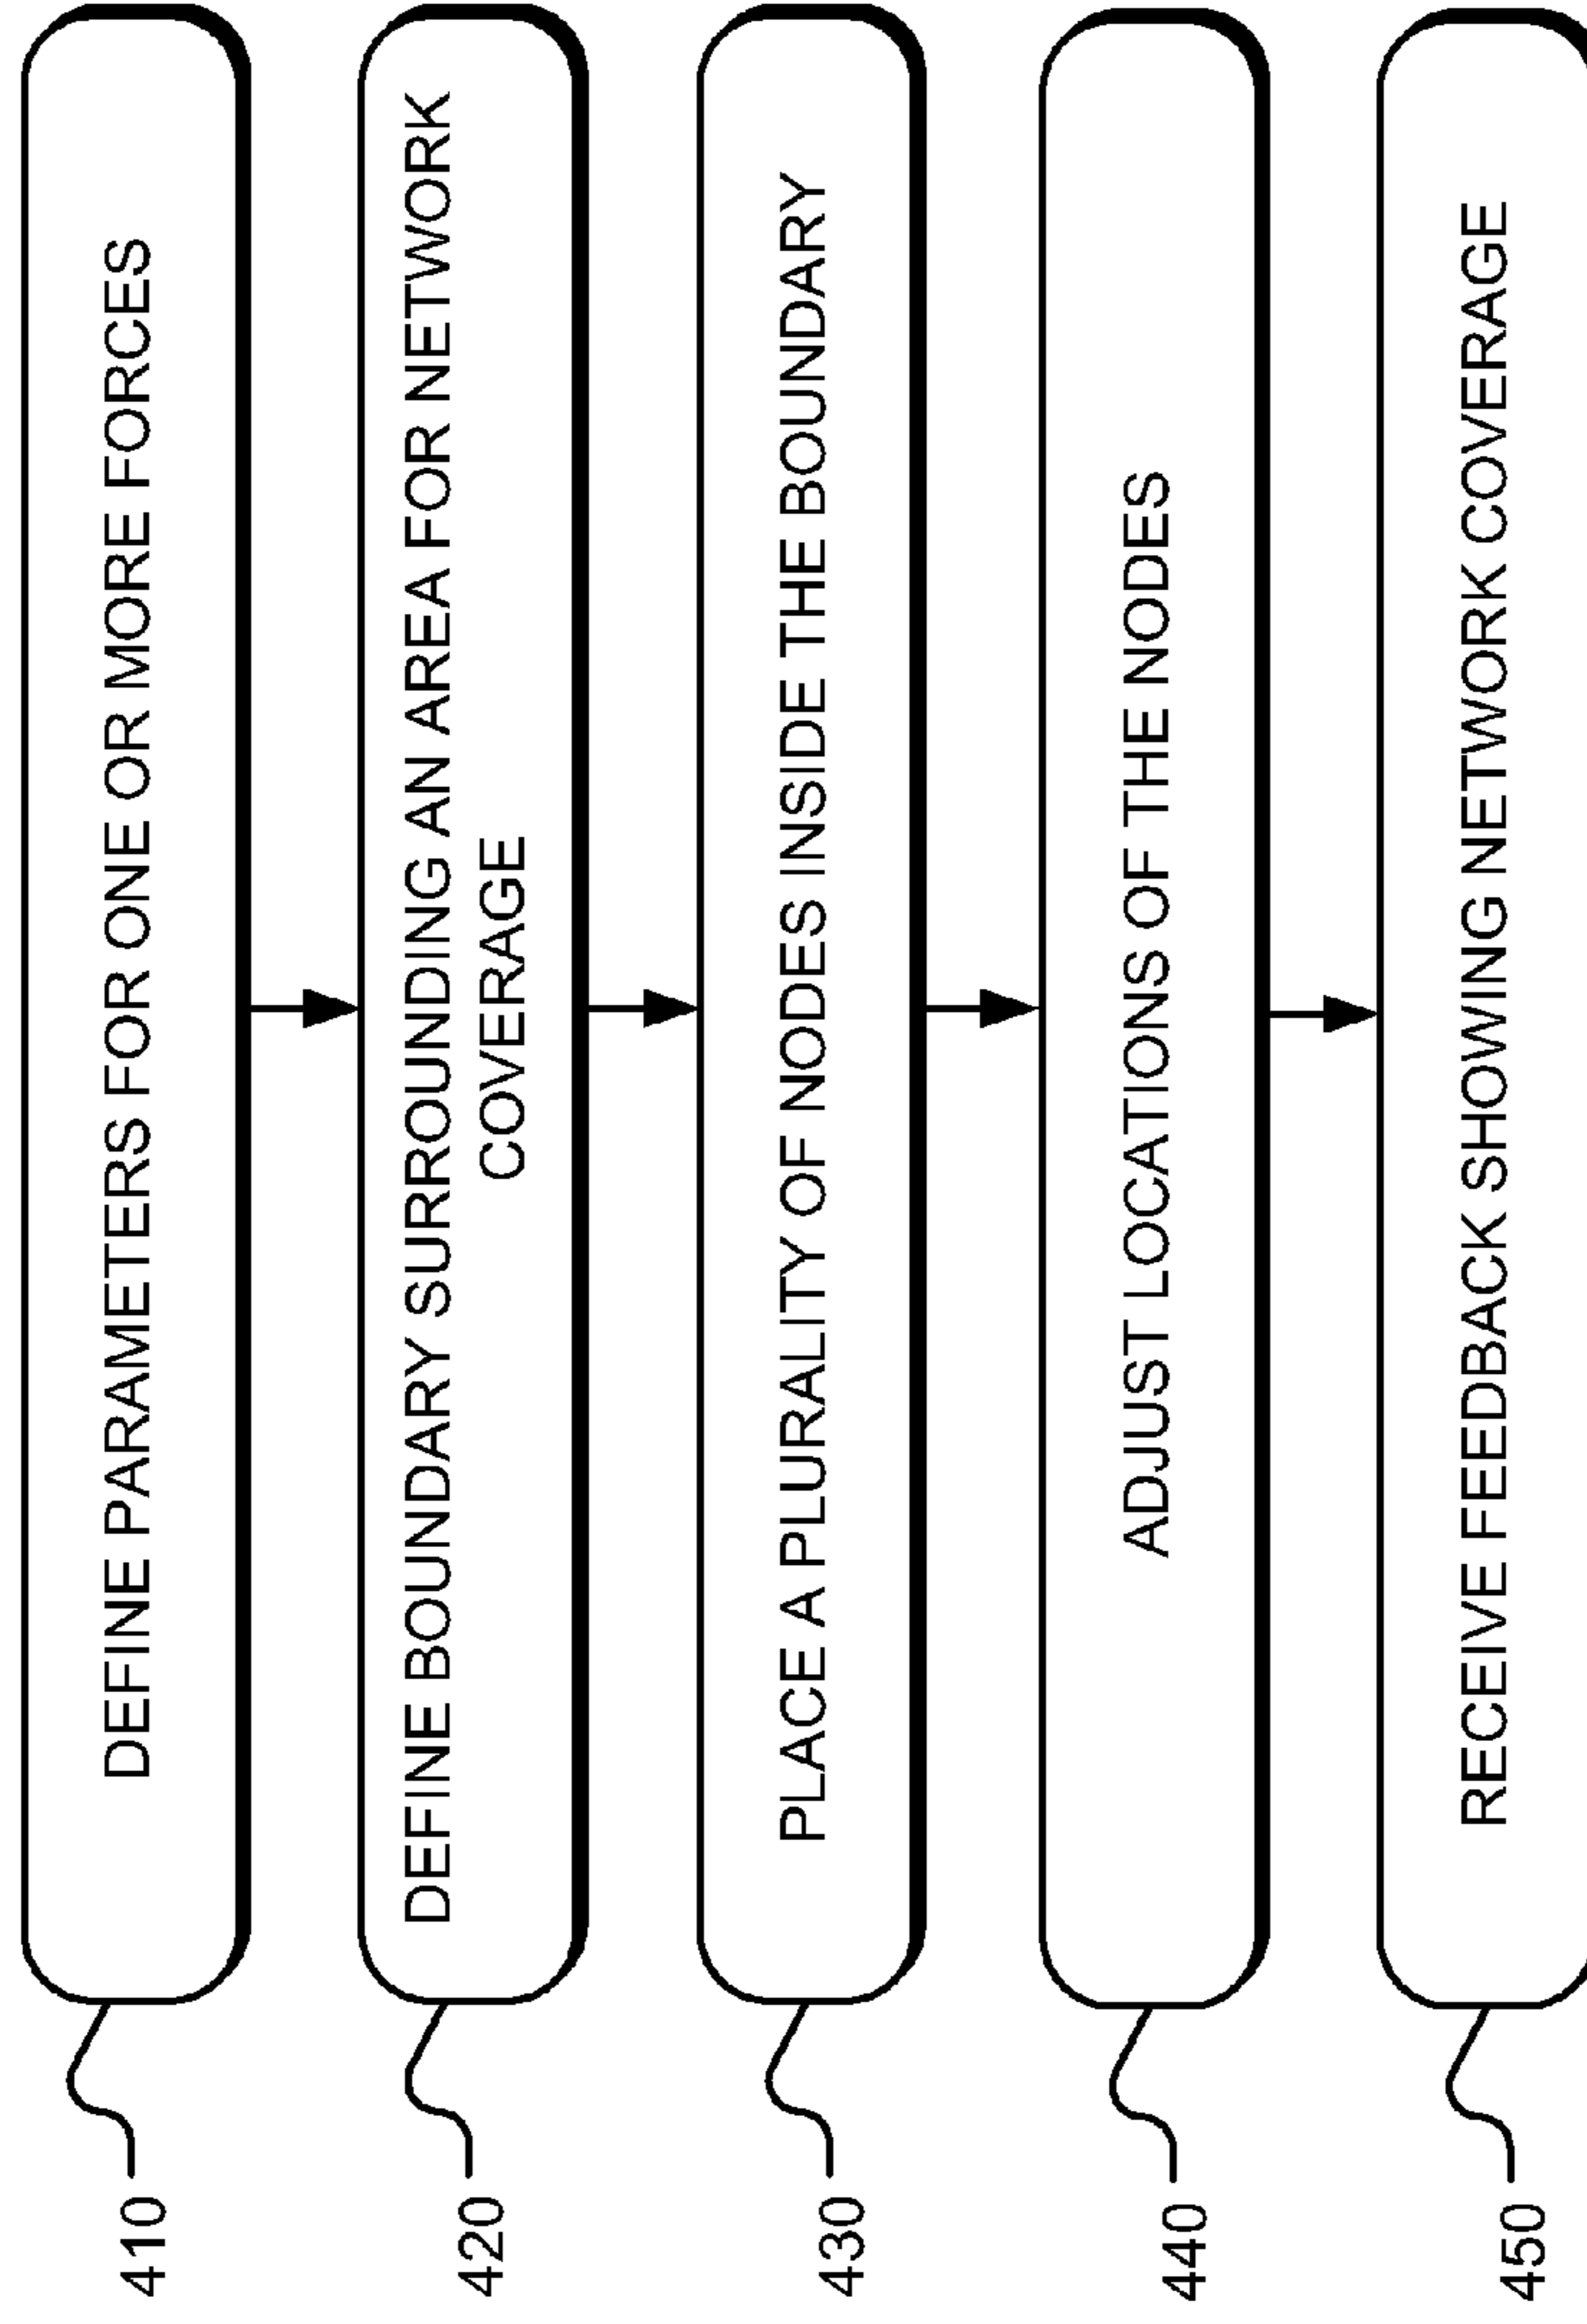 410
DEFINE PARAMETERS FOR ONE OR MORE FORCES
420
DEFINE BOUNDARY SURROUNDING AN AREA FOR NETWORK
COVERAGE
430
PLACE A PLURALITY OF NODES INSIDE THE BOUNDARY
440
ADJUST LOCATIONS OF THE NODES
450
RECEIVE FEEDBACK SHOWING NETWORK COVERAGE